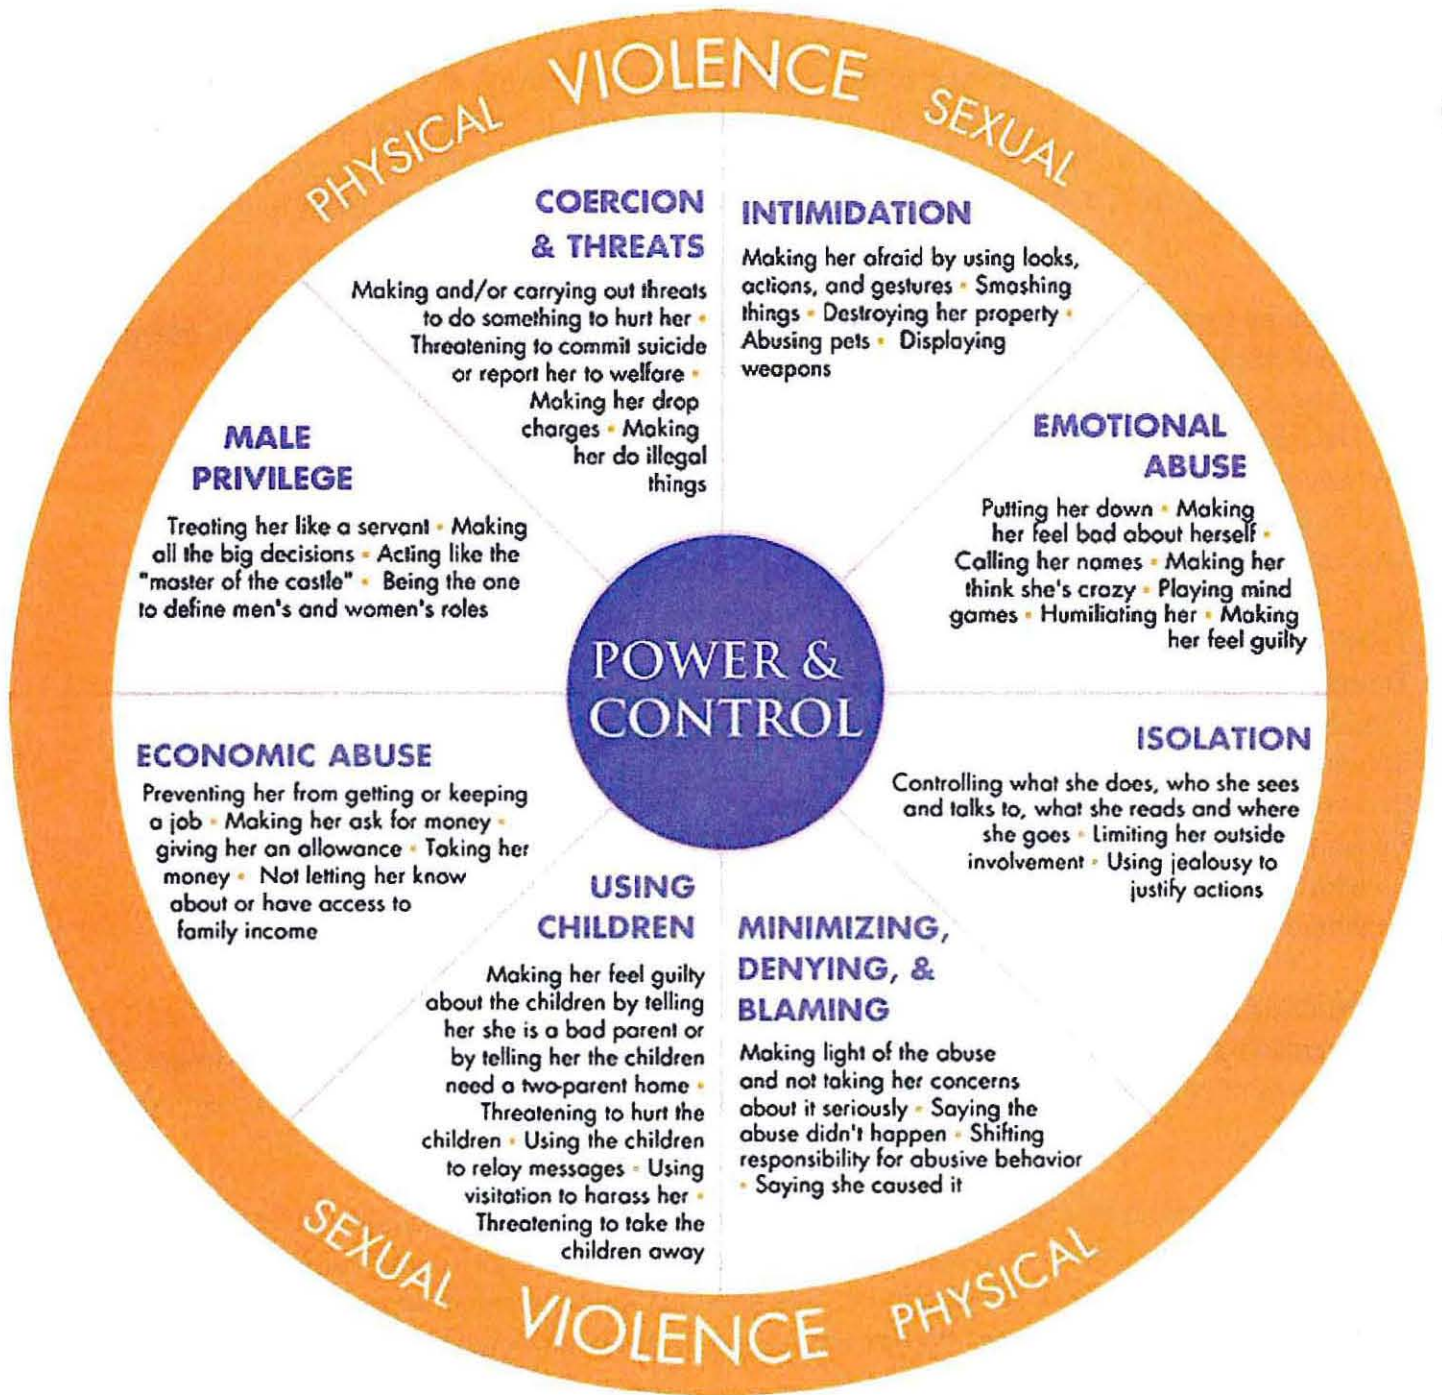 PHYSICAL VIOLENCE SEXUAL
COERCION
& THREATS
Making and/or carrying out threats
to do something to hurt her •
Threatening to commit suicide
or report her to welfare •
Making her drop
charges • Making
her do illegal
things
INTIMIDATION
Making her afraid by using looks,
actions, and gestures • Smashing
things • Destroying her property •
Abusing pets • Displaying
weapons
EMOTIONAL
ABUSE
Putting her down • Making
her feel bad about herself •
Calling her names • Making her
think she's crazy • Playing mind
games • Humiliating her • Making
her feel guilty
ISOLATION
Controlling what she does, who she sees
and talks to, what she reads and where
she goes • Limiting her outside
involvement • Using jealousy to
justify actions
MINIMIZING,
DENYING, &
BLAMING
Making light of the abuse
and not taking her concerns
about it seriously • Saying the
abuse didn't happen • Shifting
responsibility for abusive behavior
• Saying she caused it
USING
CHILDREN
Making her feel guilty
about the children by telling
her she is a bad parent or
by telling her the children
need a two-parent home •
Threatening to hurt the
children • Using the children
to relay messages • Using
visitation to harass her •
Threatening to take the
children away
ECONOMIC ABUSE
Preventing her from getting or keeping
a job • Making her ask for money •
giving her an allowance • Taking her
money • Not letting her know
about or have access to
family income
MALE
PRIVILEGE
Treating her like a servant • Making
all the big decisions • Acting like the
"master of the castle" • Being the one
to define men's and women's roles
POWER &
CONTROL
SEXUAL VIOLENCE PHYSICAL